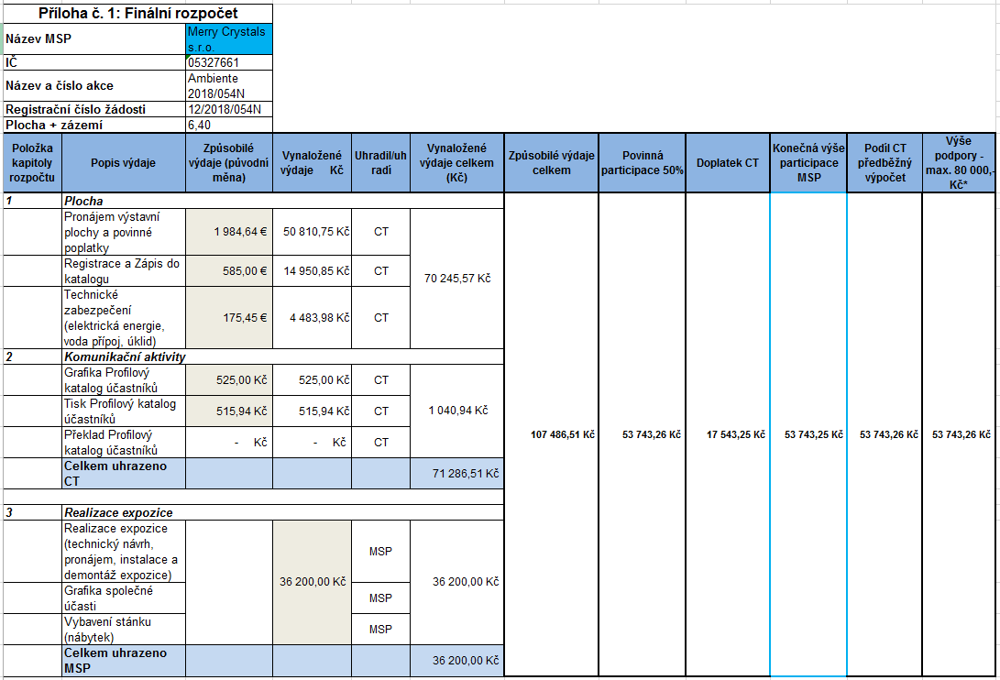 Příloha č. 1: Finální rozpočet
Název MSP
Merry Crystals
s.r.o.
IČ
05327661
Název a číslo akce
Ambiente
2018/054N
Registrační číslo žádosti
12/2018/054N
Plocha + zázemí
6,40
Položka
kapitoly
rozpočtu
Popis výdaje
Způsobilé
výdaje (původní
měna)
Vynaložené
výdaje Kč
Uhradil/uh
radí
Vynaložené
výdaje celkem
(Kč)
Způsobilé výdaje
celkem
Povinná
participace 50%
Doplatek CT
Konečná výše
participace
MSP
Podíl CT
předběžný
výpočet
Výše
podpory -
max. 80 000,-
Kč*
1
Plocha
Pronájem výstavní
plochy a povinné
poplatky
1 984,64 €
50 810,75 Kč
CT
Registrace a Zápis do
katalogu
585,00 €
14 950,85 Kč
CT
70 245,57 Kč
Technické
zabezpečení
(elektrická energie,
voda přípoj, úklid)
175,45 €
4 483,98 Kč
CT
2
Komunikační aktivity
Grafika Profilový
katalog účastníků
525,00 Kč
525,00 Kč
CT
Tisk Profilový katalog
účastníků
515,94 Kč
515,94 Kč
CT
1 040,94 Kč
Překlad Profilový
katalog účastníků
- Kč
- Kč
CT
107 486,51 Kč
53 743,26 Kč
17 543,25 Kč
53 743,25 Kč
53 743,26 Kč
53 743,26 Kč
Celkem uhrazeno
CT
71 286,51 Kč
3
Realizace expozice
Realizace expozice
(technický návrh,
pronájem, instalace a
demontáž expozice)
MSP
36 200,00 Kč
36 200,00 Kč
Grafika společné
účasti
MSP
Vybavení stánku
(nábytek)
MSP
Celkem uhrazeno
MSP
36 200,00 Kč